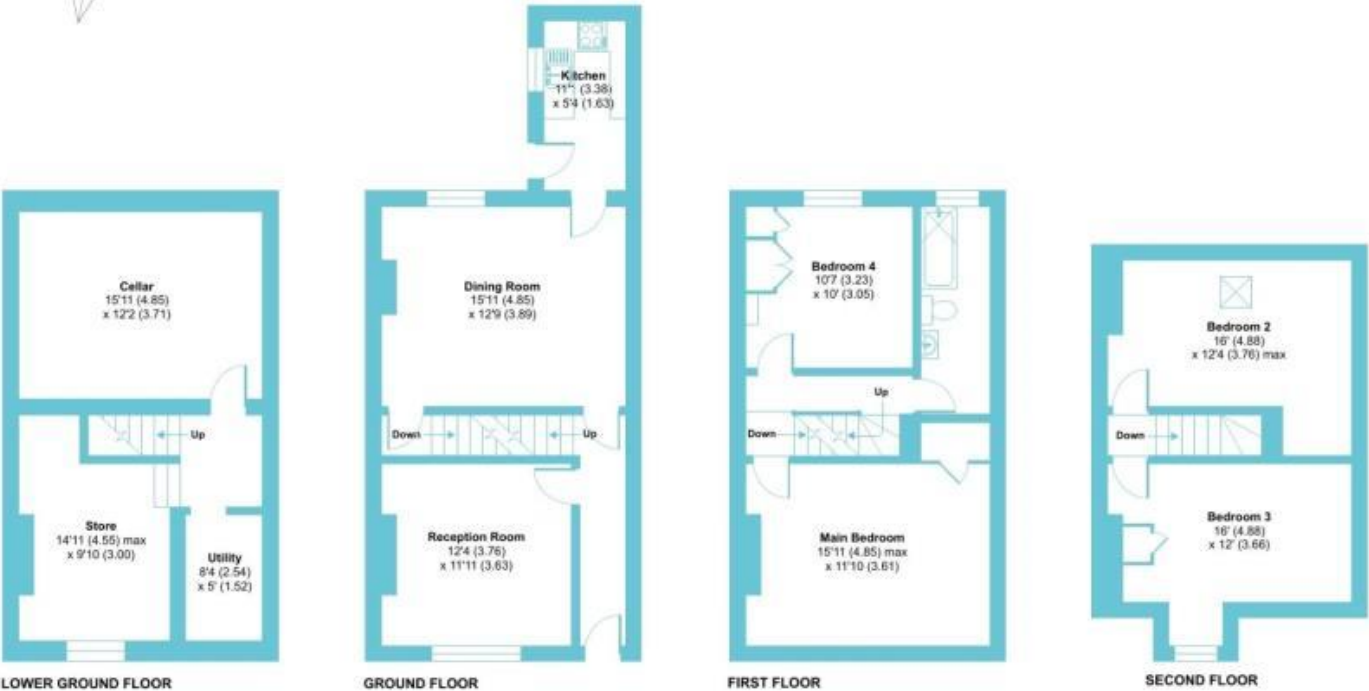 Kitchen
11'1 (3.38)
x 5'4 (1.63)
Cellar
15'11 (4.85)
x 12'2 (3.71)
Up
Store
14'11 (4.55) max
x 9'10 (3.00)
Utility
8'4 (2.54)
x 5' (1.52)
LOWER GROUND FLOOR
Dining Room
15'11 (4.85)
x 12'9 (3.89)
Down
Up
Reception Room
12'4 (3.76)
x 11'11 (3.63)
GROUND FLOOR
Bedroom 4
10'7 (3.23)
x 10' (3.05)
Up
Down
Main Bedroom
15'11 (4.85) max
x 11'10 (3.61)
FIRST FLOOR
Bedroom 2
16' (4.88)
x 12'4 (3.76) max
Down
Bedroom 3
16' (4.88)
x 12' (3.66)
SECOND FLOOR